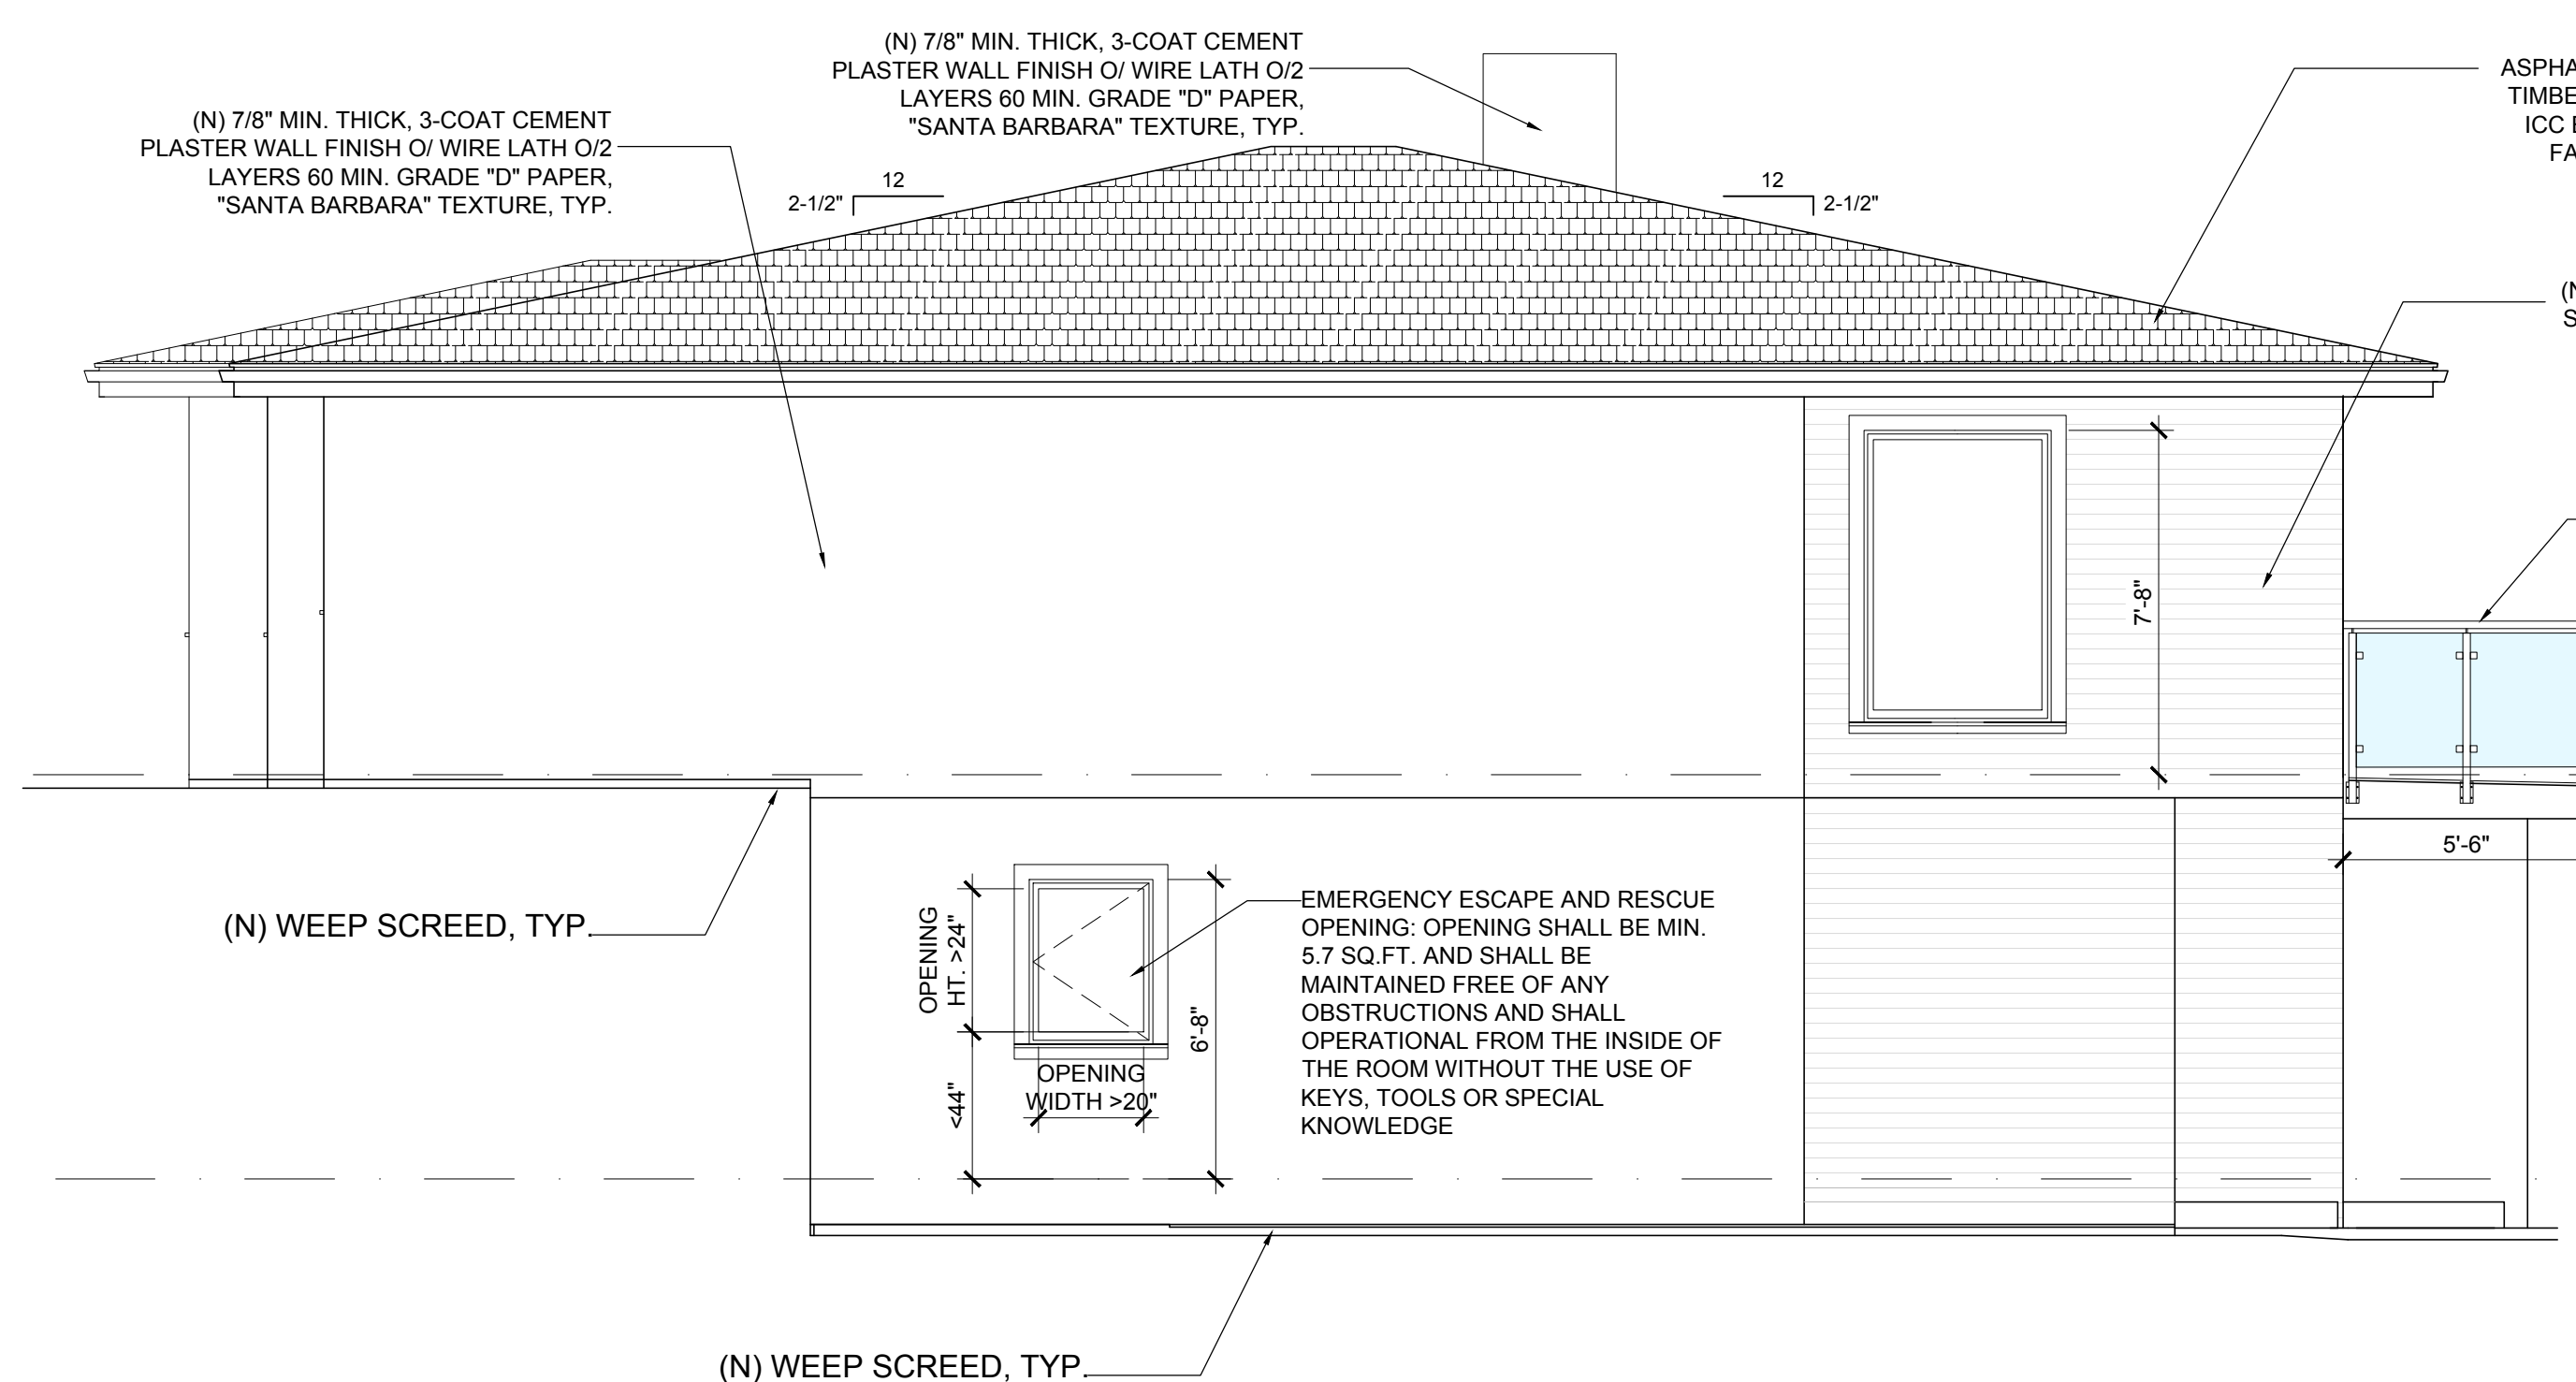 (N) 7/8" MIN. THICK, 3-COAT CEMENT
PLASTER WALL FINISH O/ WIRE LATH O/2
LAYERS 60 MIN. GRADE "D" PAPER,
"SANTA BARBARA" TEXTURE, TYP.
(N) 7/8" MIN. THICK, 3-COAT CEMENT
PLASTER WALL FINISH O/ WIRE LATH O/2
LAYERS 60 MIN. GRADE "D" PAPER,
"SANTA BARBARA" TEXTURE, TYP.
12
2-1/2"
12
2-1/2"
ICC
7'-8"
5'-6"
(N) WEEP SCREED, TYP.
OPENING
HT. >24"
<44"
OPENING
WIDTH >20"
6'-8"
EMERGENCY ESCAPE AND RESCUE
OPENING: OPENING SHALL BE MIN.
5.7 SQ.FT. AND SHALL BE
MAINTAINED FREE OF ANY
OBSTRUCTIONS AND SHALL
OPERATIONAL FROM THE INSIDE OF
THE ROOM WITHOUT THE USE OF
KEYS, TOOLS OR SPECIAL
KNOWLEDGE
(N) WEEP SCREED, TYP.